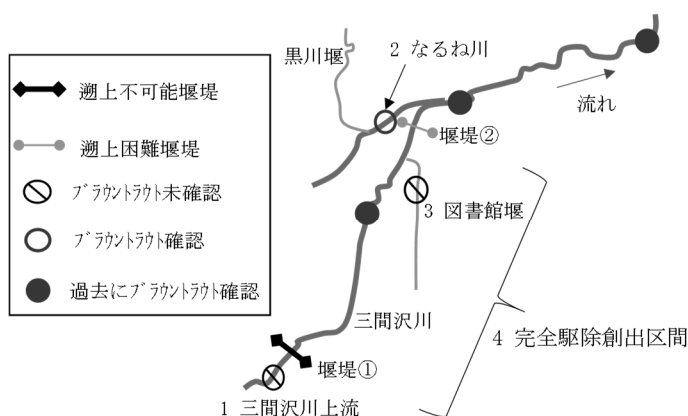 遡上不可能堰堤
遡上困難堰堤
ﾌﾞﾗｳﾝﾄﾗｳﾄ未確認
ﾌﾞﾗｳﾝﾄﾗｳﾄ確認
過去にﾌﾞﾗｳﾝﾄﾗｳﾄ確認
黒川堰
2 なるね川
流れ
堰堤②
3 図書館堰
三間沢川
4 完全駆除創出区間
堰堤①
1 三間沢川上流